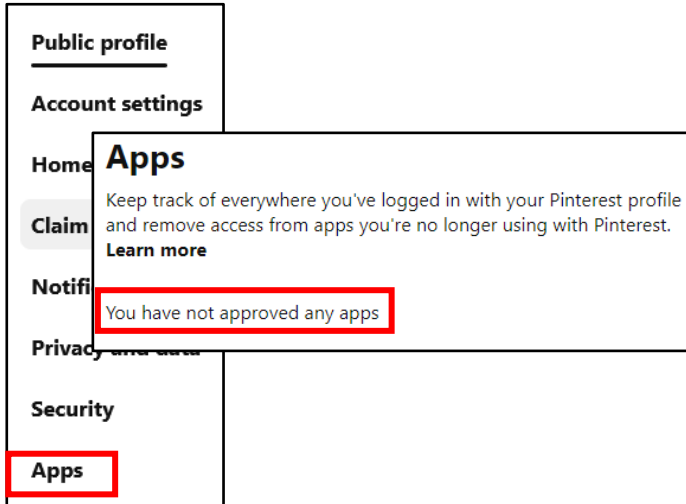 Public profile
Account settings
Home
Claim
Notifi
Privacy and data
Security
Apps
Apps
Keep track of everywhere you've logged in with your Pinterest profile
and remove access from apps you're no longer using with Pinterest.
Learn more
You have not approved any apps